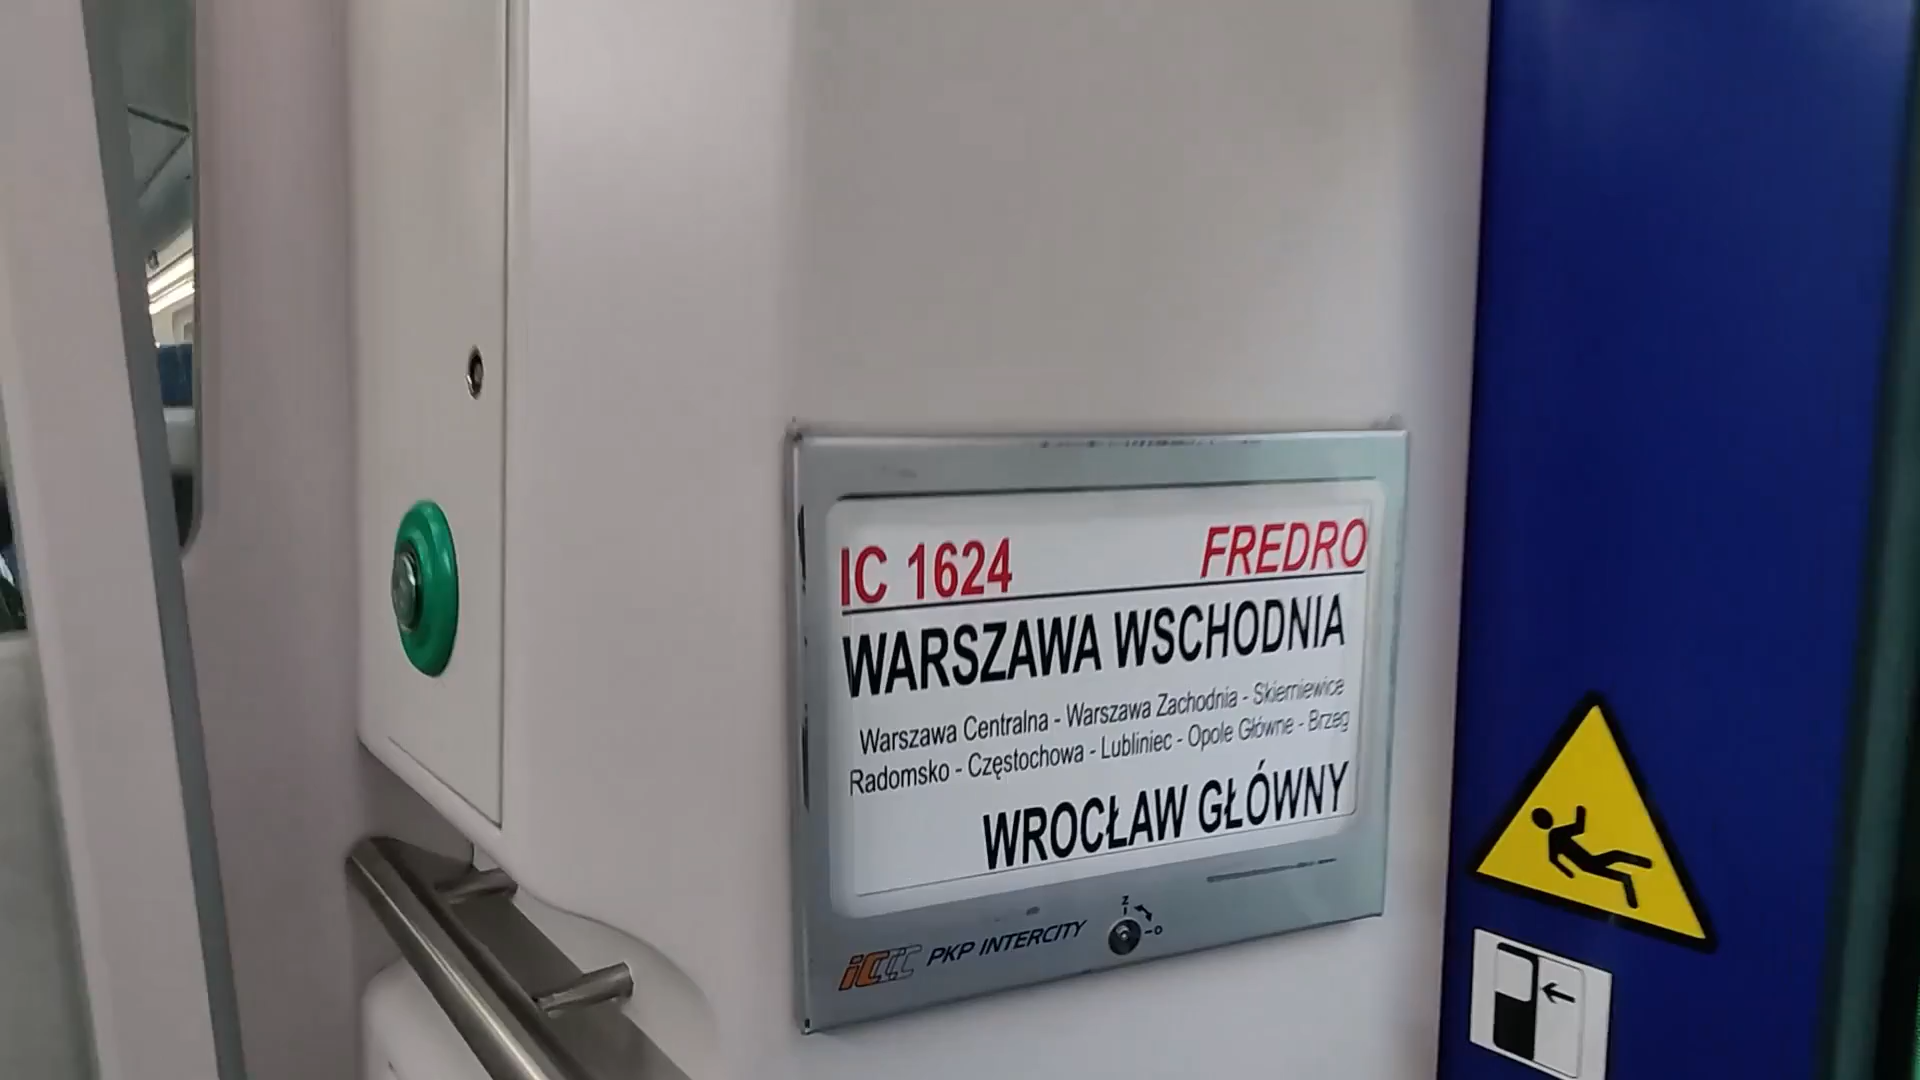 IC 1624 FREDRO
WARSZAWA WSCHODNIA
Warszawa Centralna - Warszawa Zachodnia - Skierniewice
Radomsko - Częstochowa - Lubliniec - Opole Główne - Brzeg
WROCŁAW GŁÓWNY
iC PKP INTERCITY
Z
O